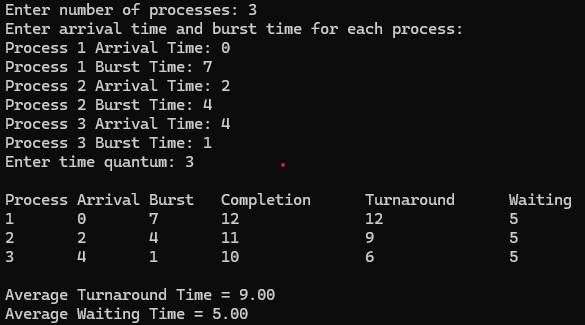 Enter number of processes: 3
Enter arrival time and burst time for each process:
Process 1 Arrival Time: 0
Process 1 Burst Time: 7
Process 2 Arrival Time: 2
Process 2 Burst Time: 4
Process 3 Arrival Time: 4
Process 3 Burst Time: 1
Enter time quantum: 3
Process Arrival Burst Completion Turnaround Waiting
1 0 7 12 12 5
2 2 4 11 9 5
3 4 1 10 6 5
Average Turnaround Time = 9.00
Average Waiting Time = 5.00